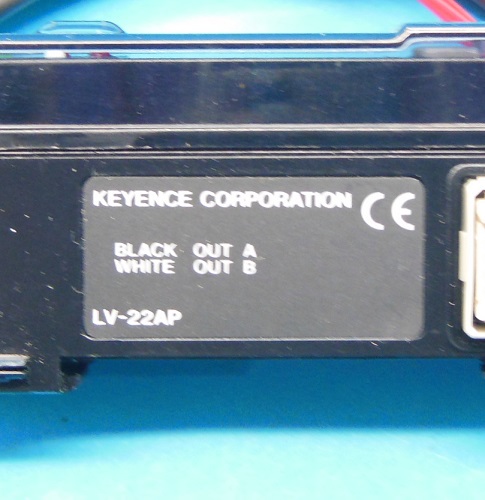 KEYENCE CORPORATION CE
BLACK OUT A
WHITE OUT B
LV-22AP